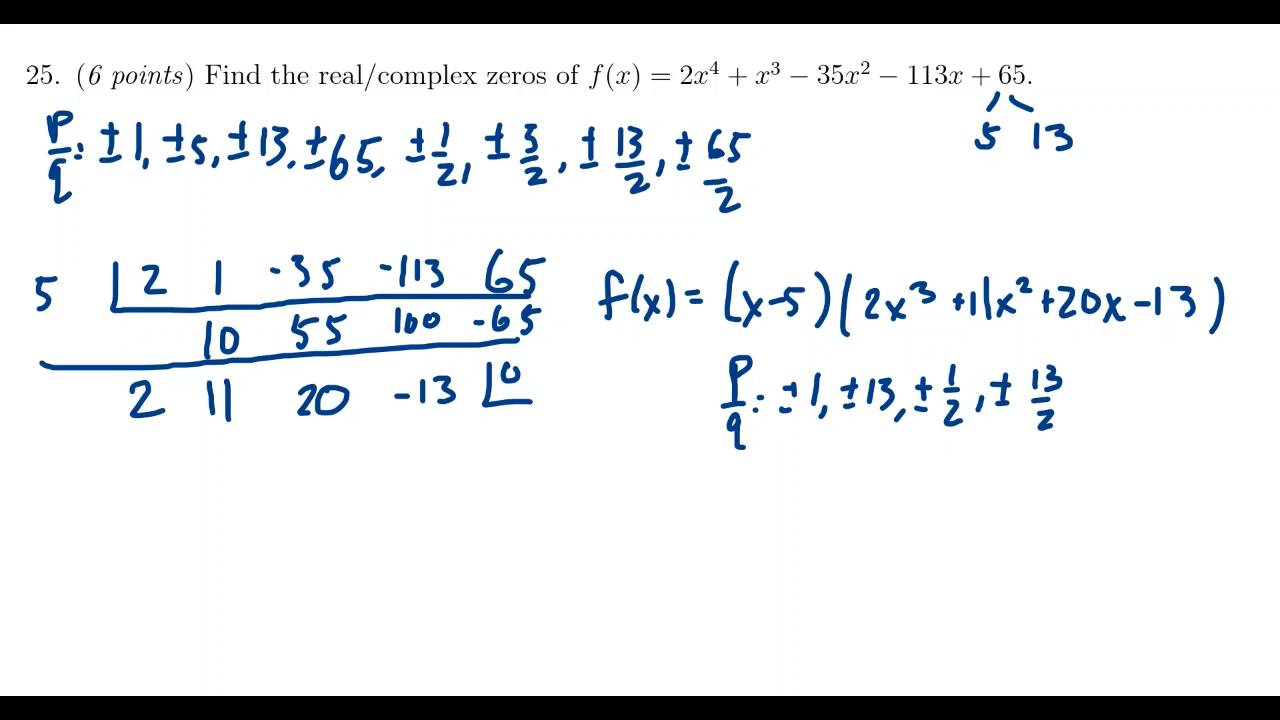 25. (6 points) Find the real/complex zeros of f(x) = 2x⁴ + x³ − 35x² − 113x + 65.
5 13
p/q: ±1, ±5, ±13, ±65, ±1/2, ±5/2, ±13/2, ±65/2
5 | 2 1 -35 -113 65
10 55 100 -65
2 11 20 -13 | 0
f(x) = (x-5)(2x³ +11x² +20x -13)
p/q: ±1, ±13, ±1/2, ±13/2